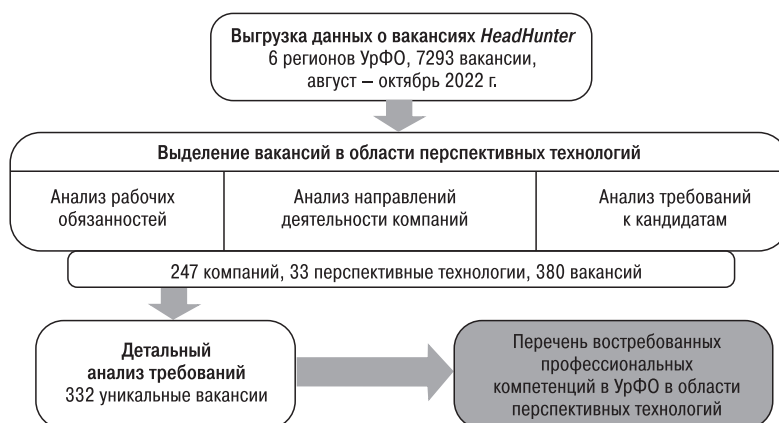 Выгрузка данных о вакансиях HeadHunter
6 регионов УрФО, 7293 вакансии,
август – октябрь 2022 г.
Выделение вакансий в области перспективных технологий
Анализ рабочих
обязанностей
Анализ направлений
деятельности компаний
Анализ требований
к кандидатам
247 компаний, 33 перспективные технологии, 380 вакансий
Детальный
анализ требований
332 уникальные вакансии
Перечень востребованных
профессиональных
компетенций в УрФО в области
перспективных технологий